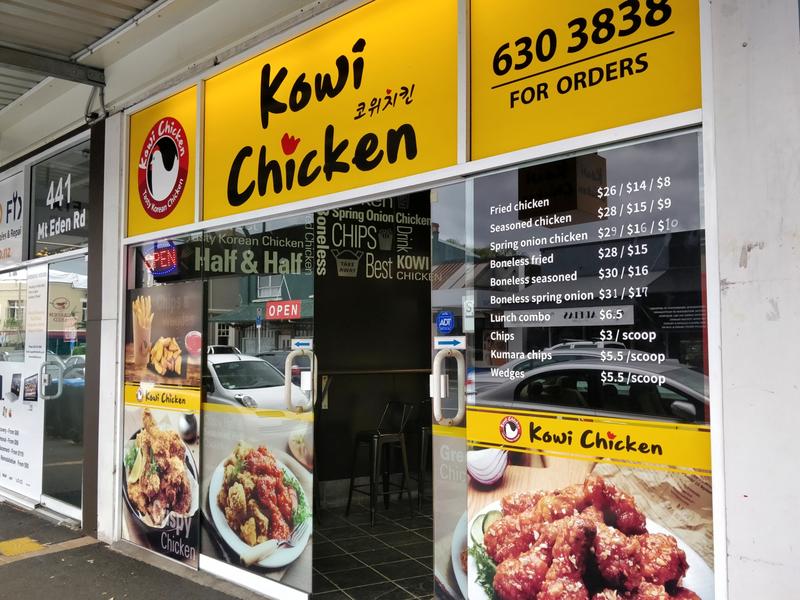 Kowi
코위치킨
Chicken
630 3838
FOR ORDERS
Kowi Chicken
Tasty Korean Chicken
441
Mt Eden Rd
OPEN
Tasty Korean Chicken
Half & Half
Boneless
Spring Onion Chicken
CHIPS
TAKE
AWAY
Drink
Best
KOWI
CHICKEN
OPEN
ADT
Fried chicken $26 / $14 / $8
Seasoned chicken $28 / $15 / $9
Spring onion chicken $29 / $16 / $10
Boneless fried $28 / $15
Boneless seasoned $30 / $16
Boneless spring onion $31 / $17
Lunch combo $6.5
Chips $3 / scoop
Kumara chips $5.5 / scoop
Wedges $5.5 / scoop
Kowi Chicken
Kowi Chicken
Chicken